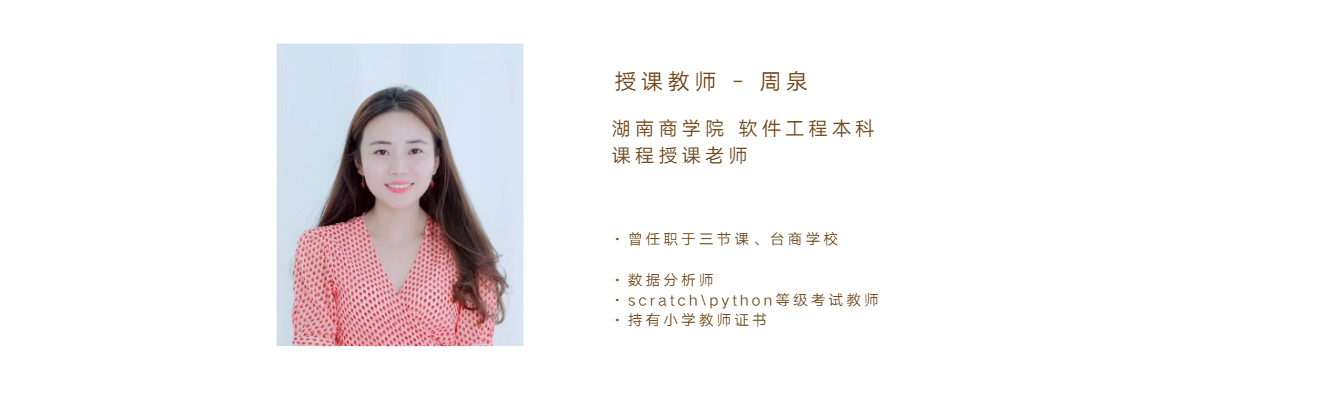 授课教师 – 周泉
湖南商学院 软件工程本科
课程授课老师
· 曾任职于三节课、台商学校
· 数据分析师
· scratch\python等级考试教师
· 持有小学教师证书